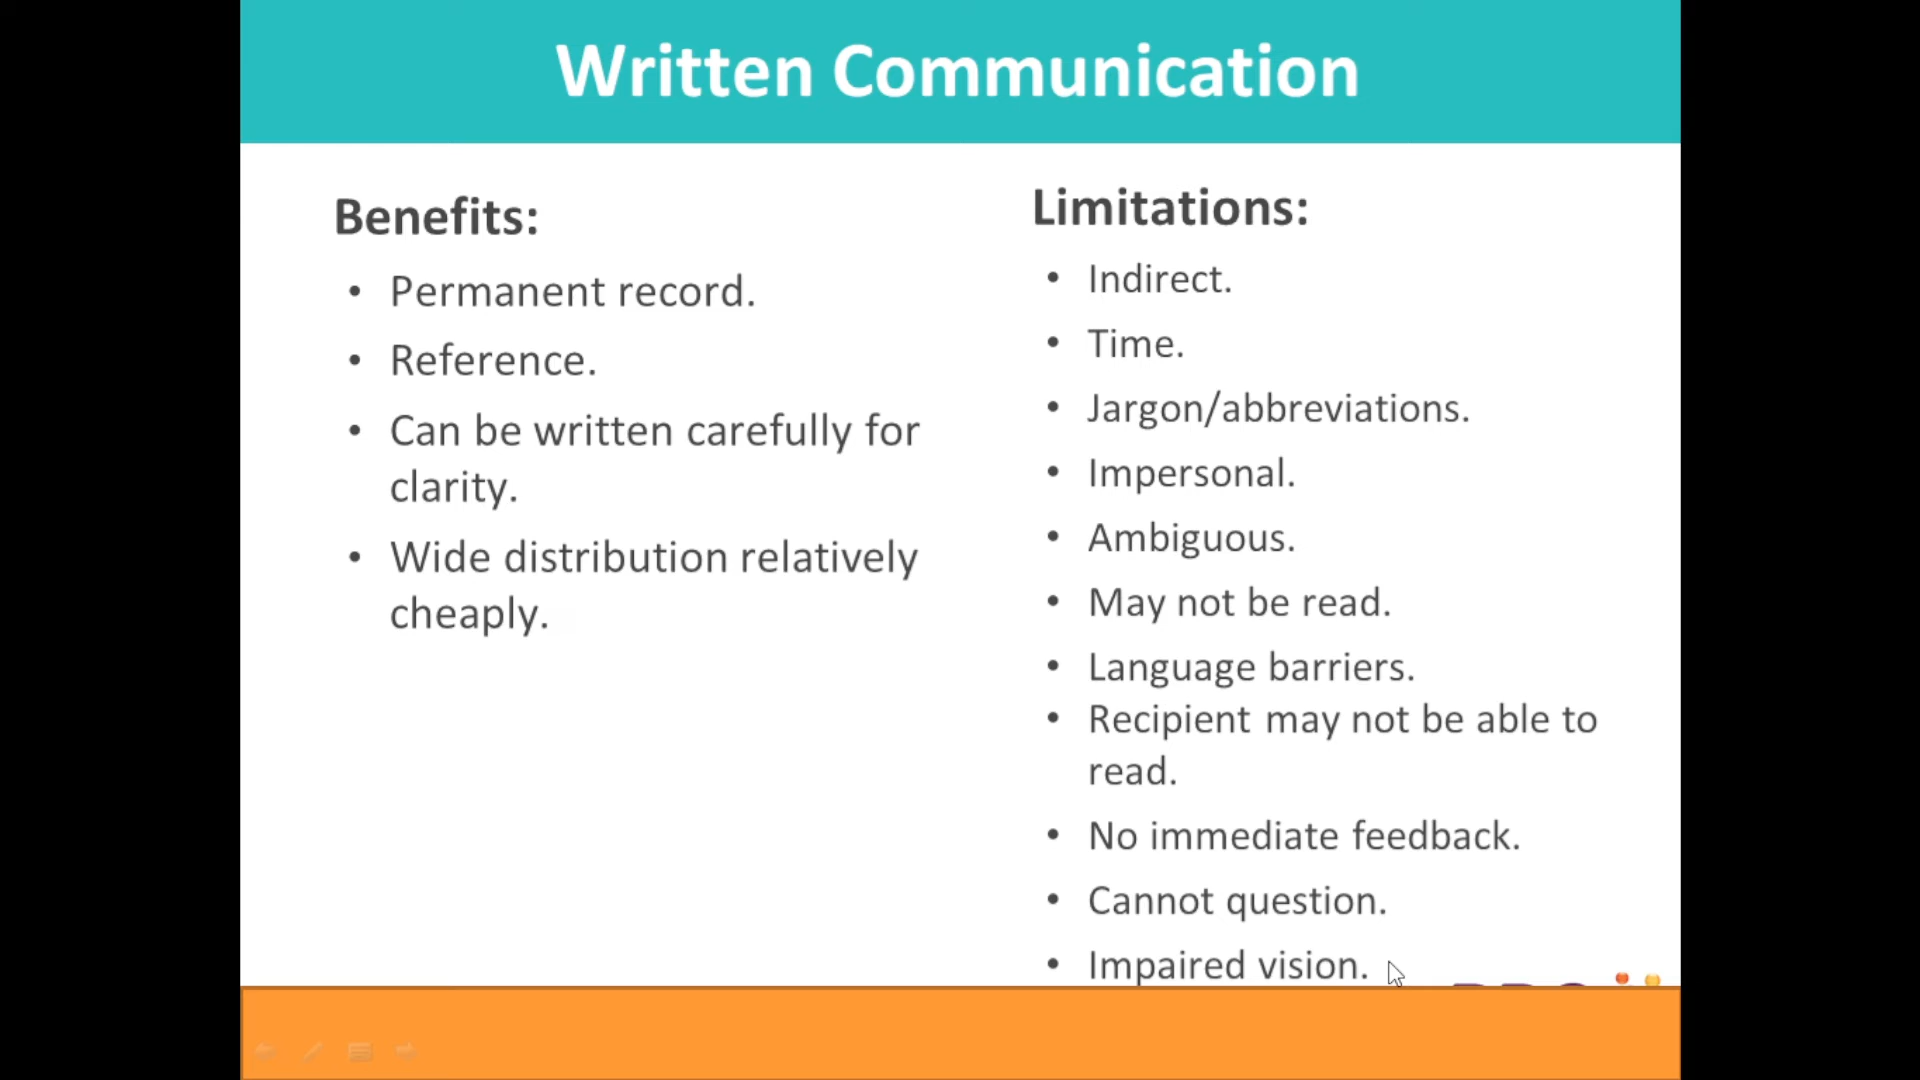 Written Communication
Benefits:
• Permanent record.
• Reference.
• Can be written carefully for
clarity.
• Wide distribution relatively
cheaply.
Limitations:
• Indirect.
• Time.
• Jargon/abbreviations.
• Impersonal.
• Ambiguous.
• May not be read.
• Language barriers.
• Recipient may not be able to
read.
• No immediate feedback.
• Cannot question.
• Impaired vision.